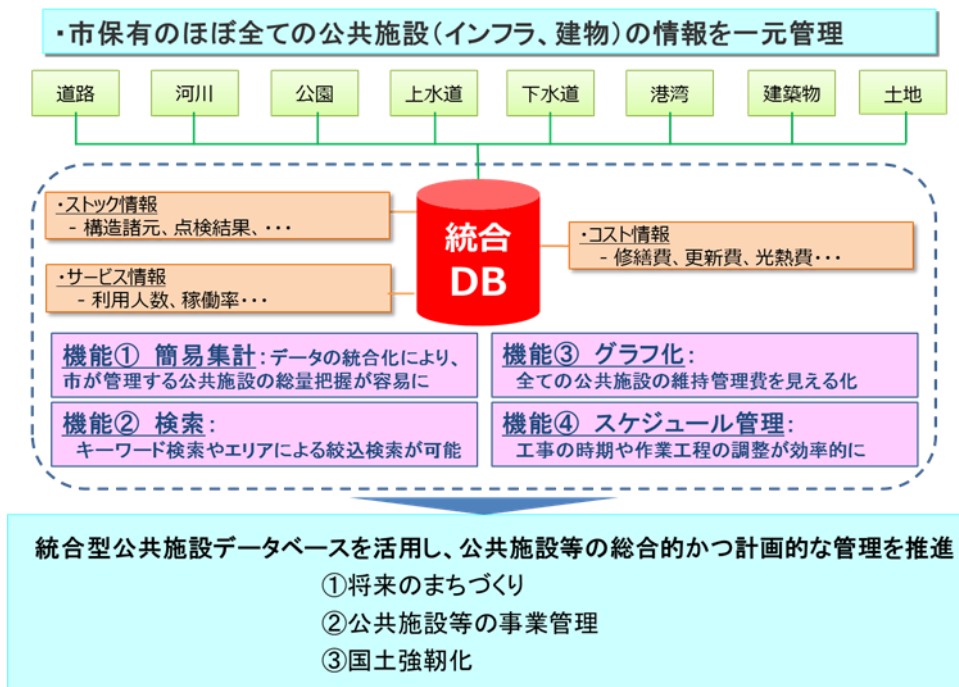 ・市保有のほぼ全ての公共施設（インフラ、建物）の情報を一元管理
道路
河川
公園
上水道
下水道
港湾
建築物
土地
・ストック情報
- 構造諸元、点検結果、・・・
・サービス情報
- 利用人数、稼働率・・・
統合
DB
・コスト情報
- 修繕費、更新費、光熱費・・・
機能① 簡易集計：データの統合化により、
市が管理する公共施設の総量把握が容易に
機能② 検索：
キーワード検索やエリアによる絞込検索が可能
機能③ グラフ化：
全ての公共施設の維持管理費を見える化
機能④ スケジュール管理：
工事の時期や作業工程の調整が効率的に
統合型公共施設データベースを活用し、公共施設等の総合的かつ計画的な管理を推進
①将来のまちづくり
②公共施設等の事業管理
③国土強靭化